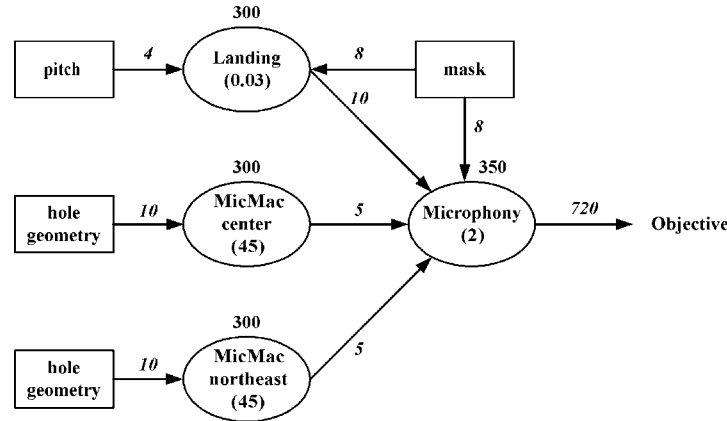 300
pitch
4
Landing
(0.03)
8
mask
10
8
300
350
hole
geometry
10
MicMac
center
(45)
5
Microphony
(2)
720
Objective
300
hole
geometry
10
MicMac
northeast
(45)
5